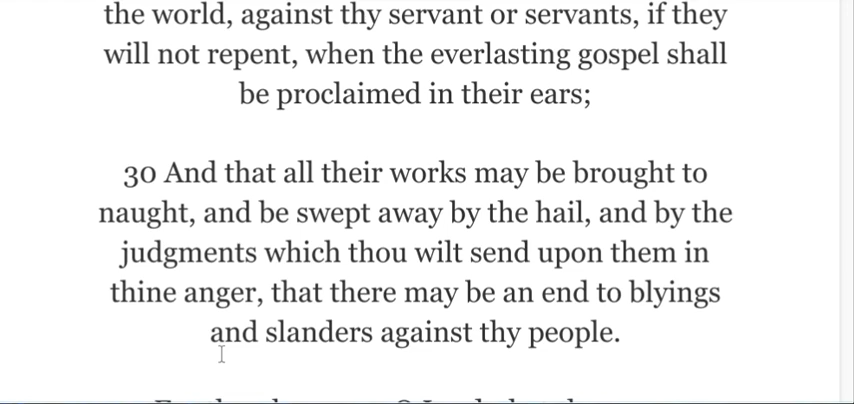 the world, against thy servant or servants, if they
will not repent, when the everlasting gospel shall
be proclaimed in their ears;
30 And that all their works may be brought to
naught, and be swept away by the hail, and by the
judgments which thou wilt send upon them in
thine anger, that there may be an end to blyings
and slanders against thy people.